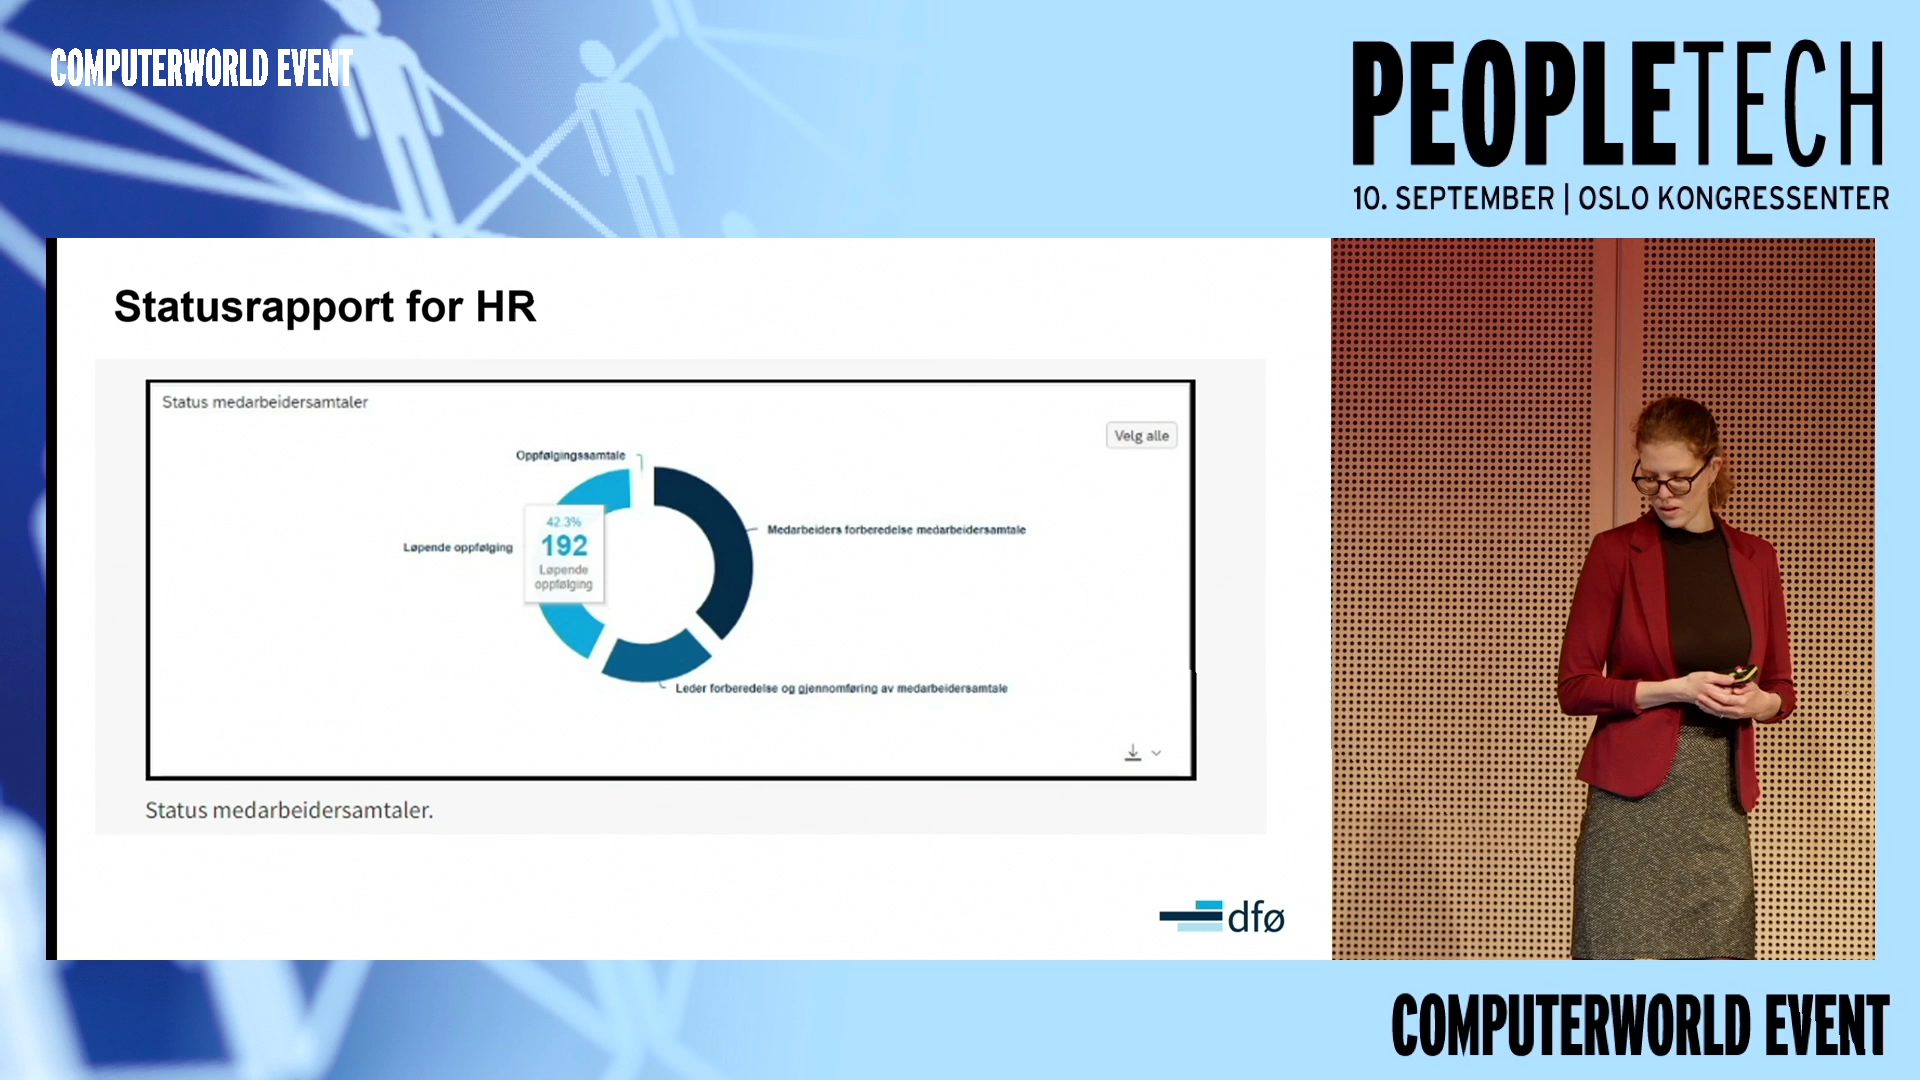 COMPUTERWORLD EVENT
PEOPLETECH
10. SEPTEMBER | OSLO KONGRESSENTER
Statusrapport for HR
Status medarbeidersamtaler
Velg alle
Oppfølgingssamtale
Medarbeiders forberedelse medarbeidersamtale
Løpende oppfølging
42.3%
192
Løpende
oppfølging
Leder forberedelse og gjennomføring av medarbeidersamtale
Status medarbeidersamtaler.
dfø
COMPUTERWORLD EVENT